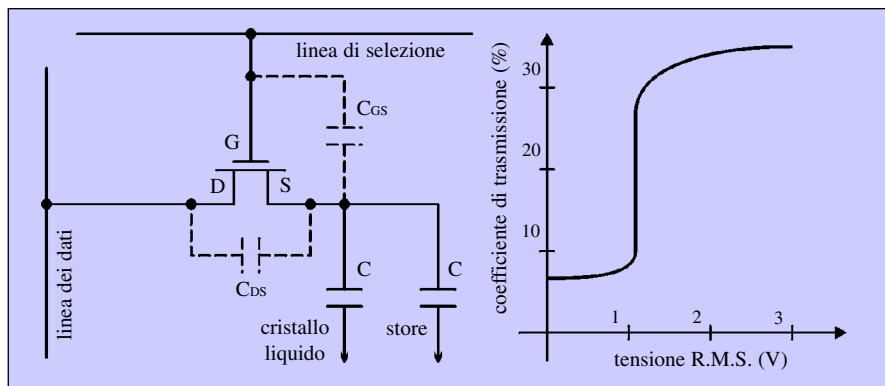 linea di selezione
CGS
G
D
S
CDS
C
C
cristallo
liquido
store
linea dei dati
coefficiente di trasmissione (%)
30
20
10
1
2
3
tensione R.M.S. (V)